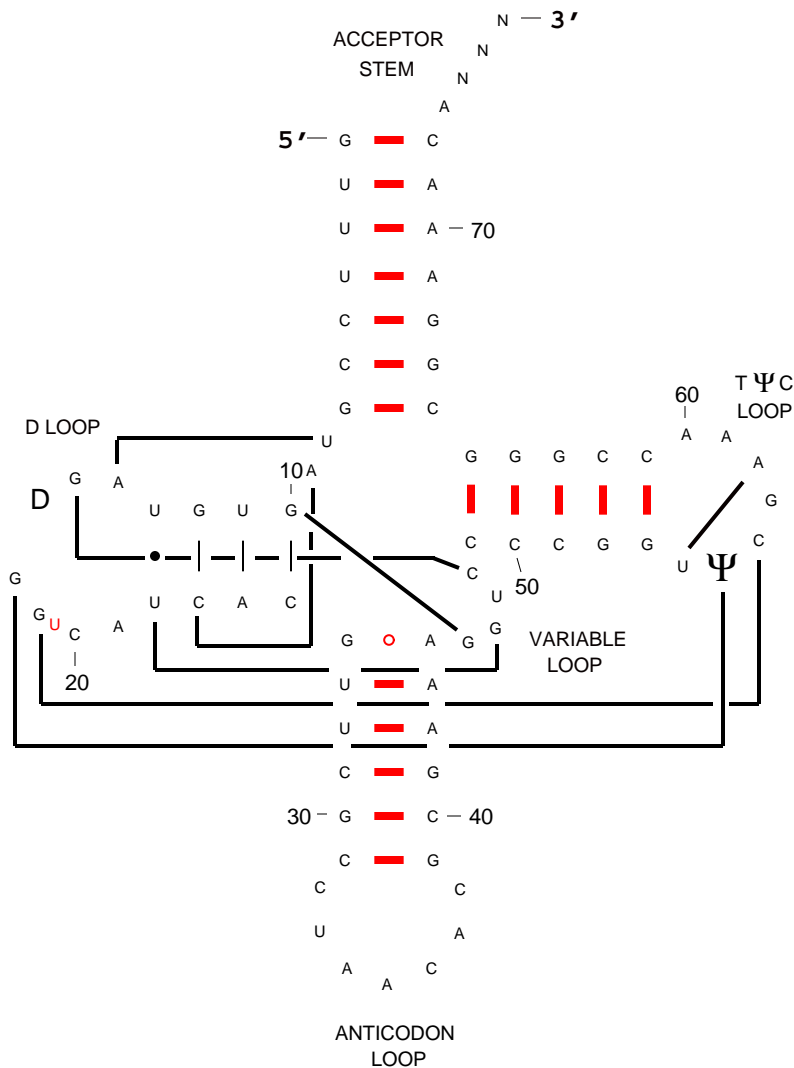 N — 3'
ACCEPTOR
STEM
N
N
A
5' — G C
U A
U A — 70
U A
C G
C G
G C
60
T Ψ C
LOOP
D LOOP
U
A A
G G G C C
10
A
G A
D
U G U G
A
G
C C C G G
C
U Ψ
C
50
G
U C A C
U
G U C A
20
G A G G
VARIABLE
LOOP
U A
U A
C G
30 — G C — 40
C G
C C
U A
A C
A
ANTICODON
LOOP